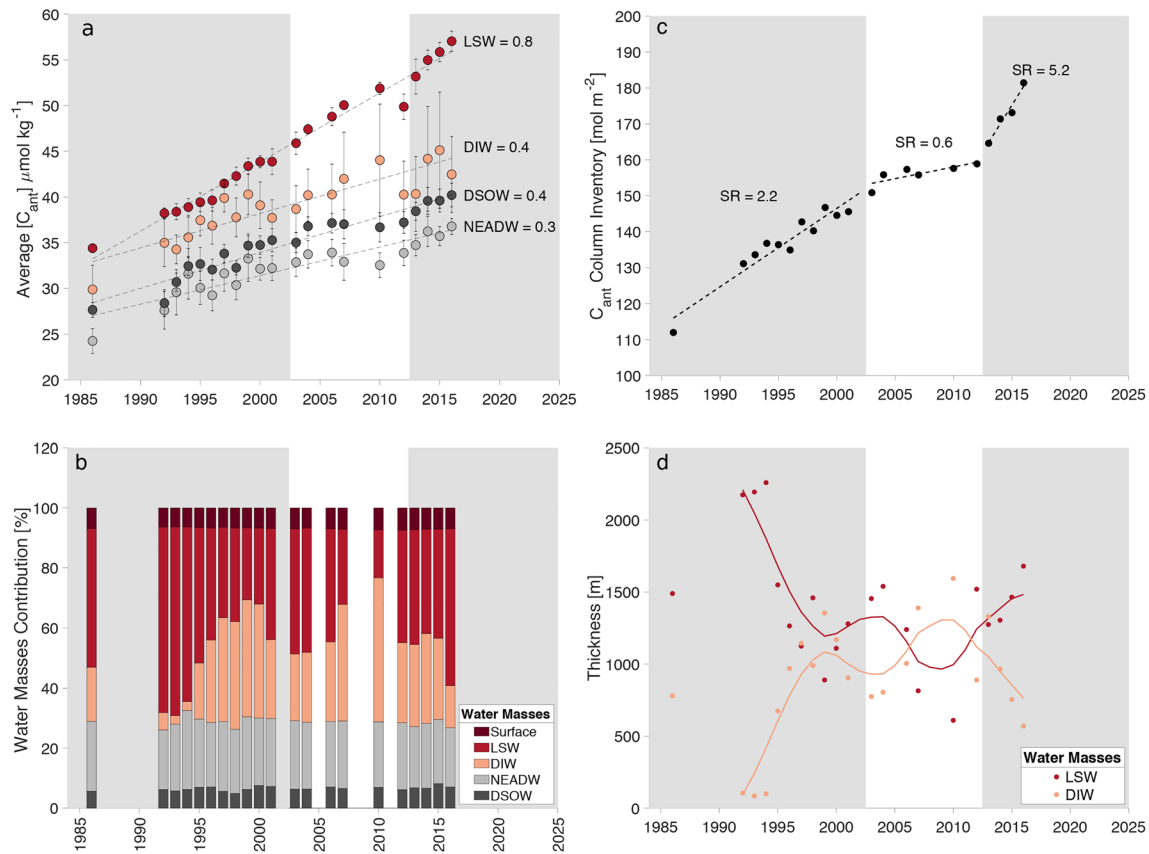 a
Average [Cant] μmol kg-1
60
55
50
45
40
35
30
25
20
LSW = 0.8
DIW = 0.4
DSOW = 0.4
NEADW = 0.3
1985 1990 1995 2000 2005 2010 2015 2020 2025
c
Cant Column Inventory [mol m-2]
200
190
180
170
160
150
140
130
120
110
100
SR = 5.2
SR = 0.6
SR = 2.2
1985 1990 1995 2000 2005 2010 2015 2020 2025
b
Water Masses Contribution [%]
120
100
80
60
40
20
0
Water Masses
Surface
LSW
DIW
NEADW
DSOW
1985 1990 1995 2000 2005 2010 2015 2020 2025
d
Thickness [m]
2500
2000
1500
1000
500
0
Water Masses
LSW
DIW
1985 1990 1995 2000 2005 2010 2015 2020 2025